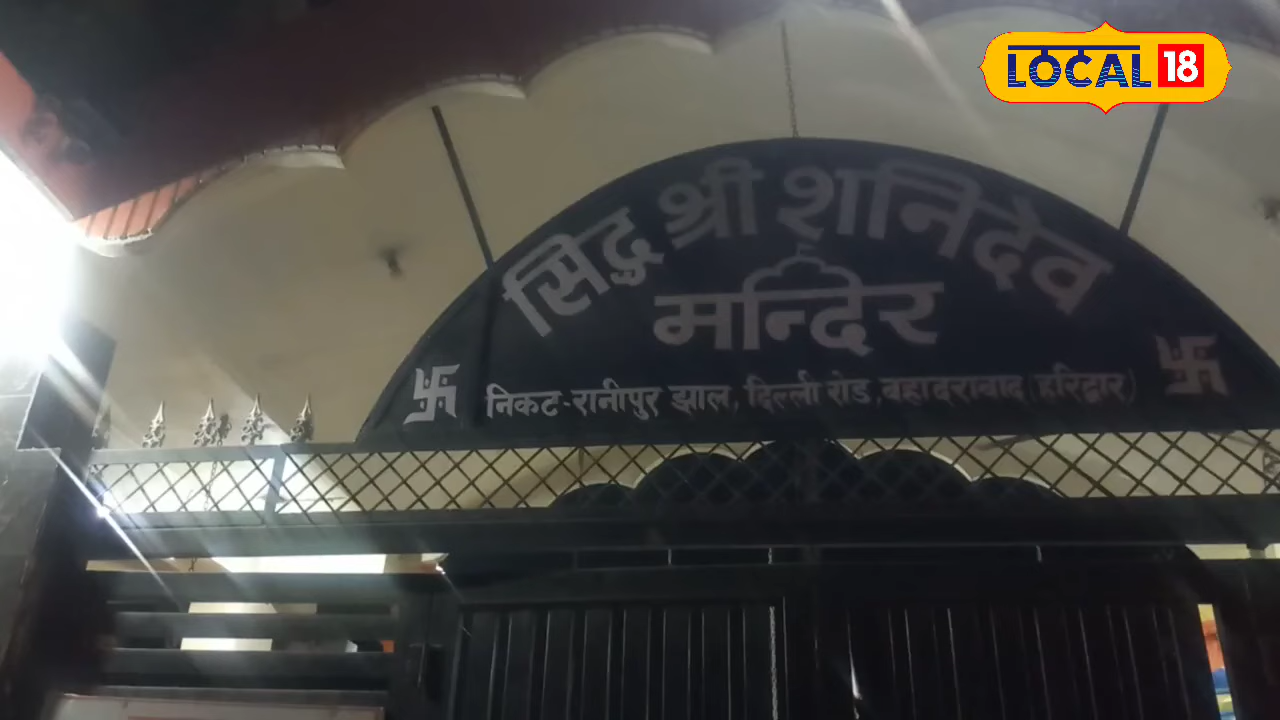 LOCAL 18
सिद्ध श्री शनिदेव
मन्दिर
निकट-रानीपुर झाल, दिल्ली रोड, बहादराबाद (हरिद्वार)